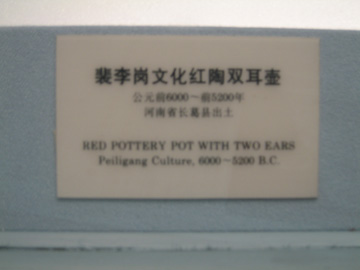 裴李岗文化红陶双耳壶
公元前6000～前5200年
河南省长葛县出土
RED POTTERY POT WITH TWO EARS
Peiligang Culture, 6000～5200 B.C.